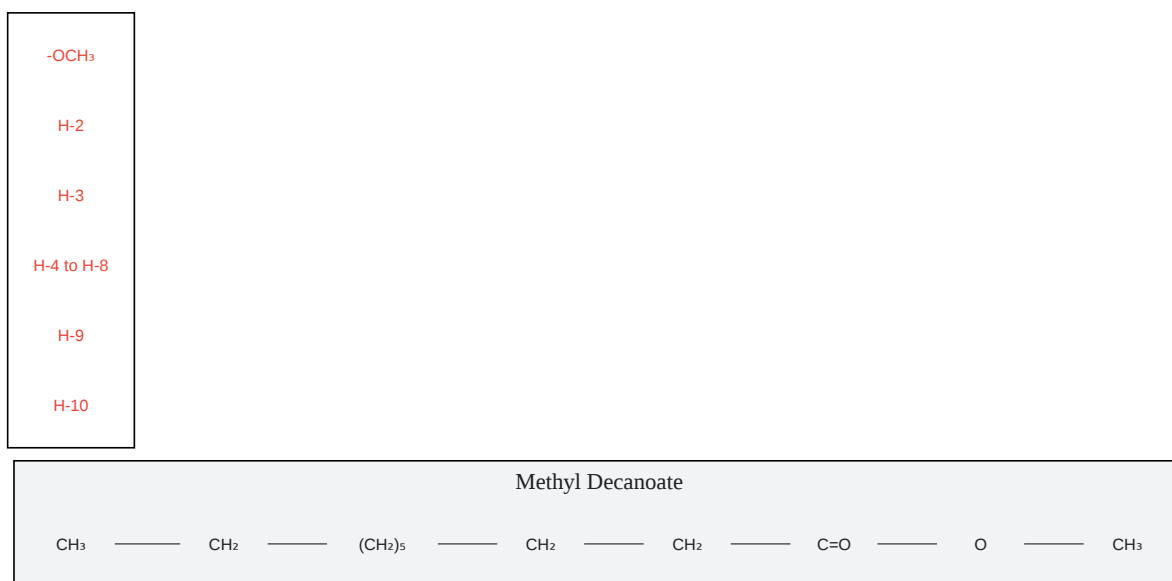 -OCH₃
H-2
H-3
H-4 to H-8
H-9
H-10
Methyl Decanoate
CH₃ CH₂ (CH₂)₅ CH₂ CH₂ C=O O CH₃